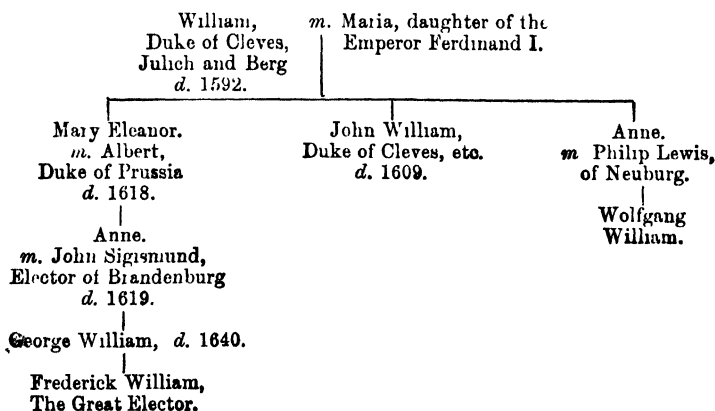 William,
Duke of Cleves,
Julich and Berg
d. 1592.
m. Maria, daughter of the
Emperor Ferdinand I.
Mary Eleanor.
m. Albert,
Duke of Prussia
d. 1618.
John William,
Duke of Cleves, etc.
d. 1609.
Anne.
m Philip Lewis,
of Neuburg.
Wolfgang
William.
Anne.
m. John Sigismund,
Elector of Brandenburg
d. 1619.
George William, d. 1640.
Frederick William,
The Great Elector.